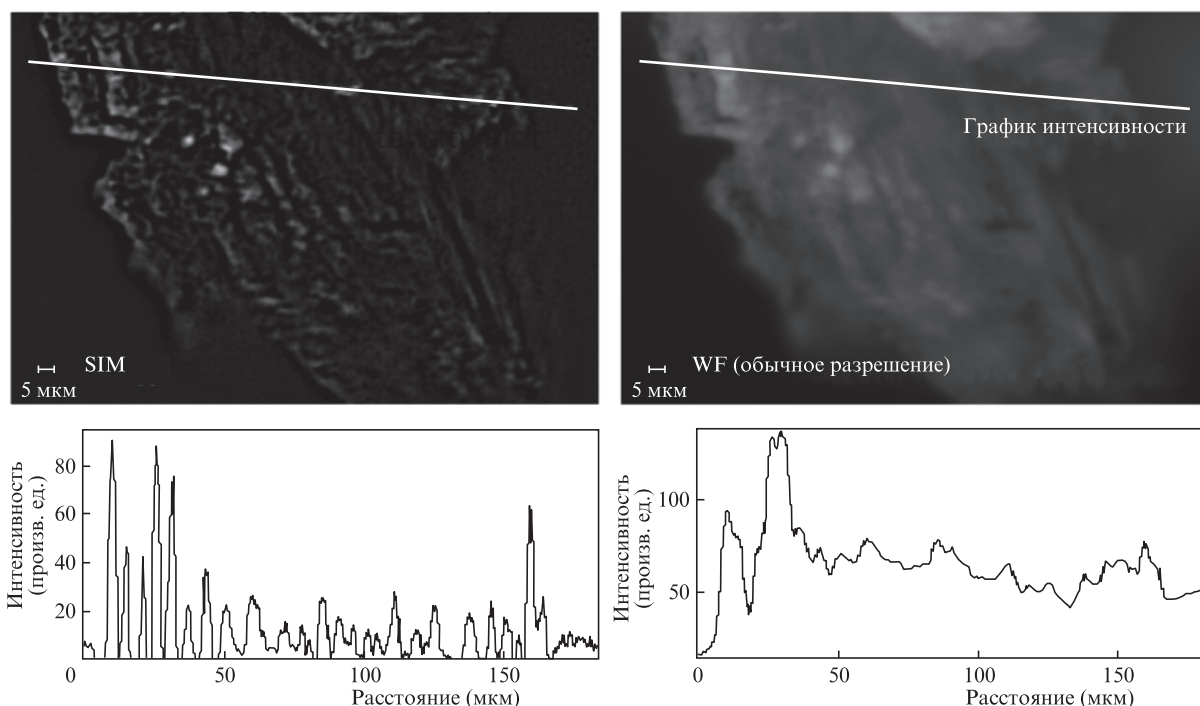 SIM
5 мкм
График интенсивности
WF (обычное разрешение)
5 мкм
Интенсивность
(произв. ед.)
80
60
40
20
0
50
100
150
Расстояние (мкм)
Интенсивность
(произв. ед.)
100
50
0
50
100
150
Расстояние (мкм)